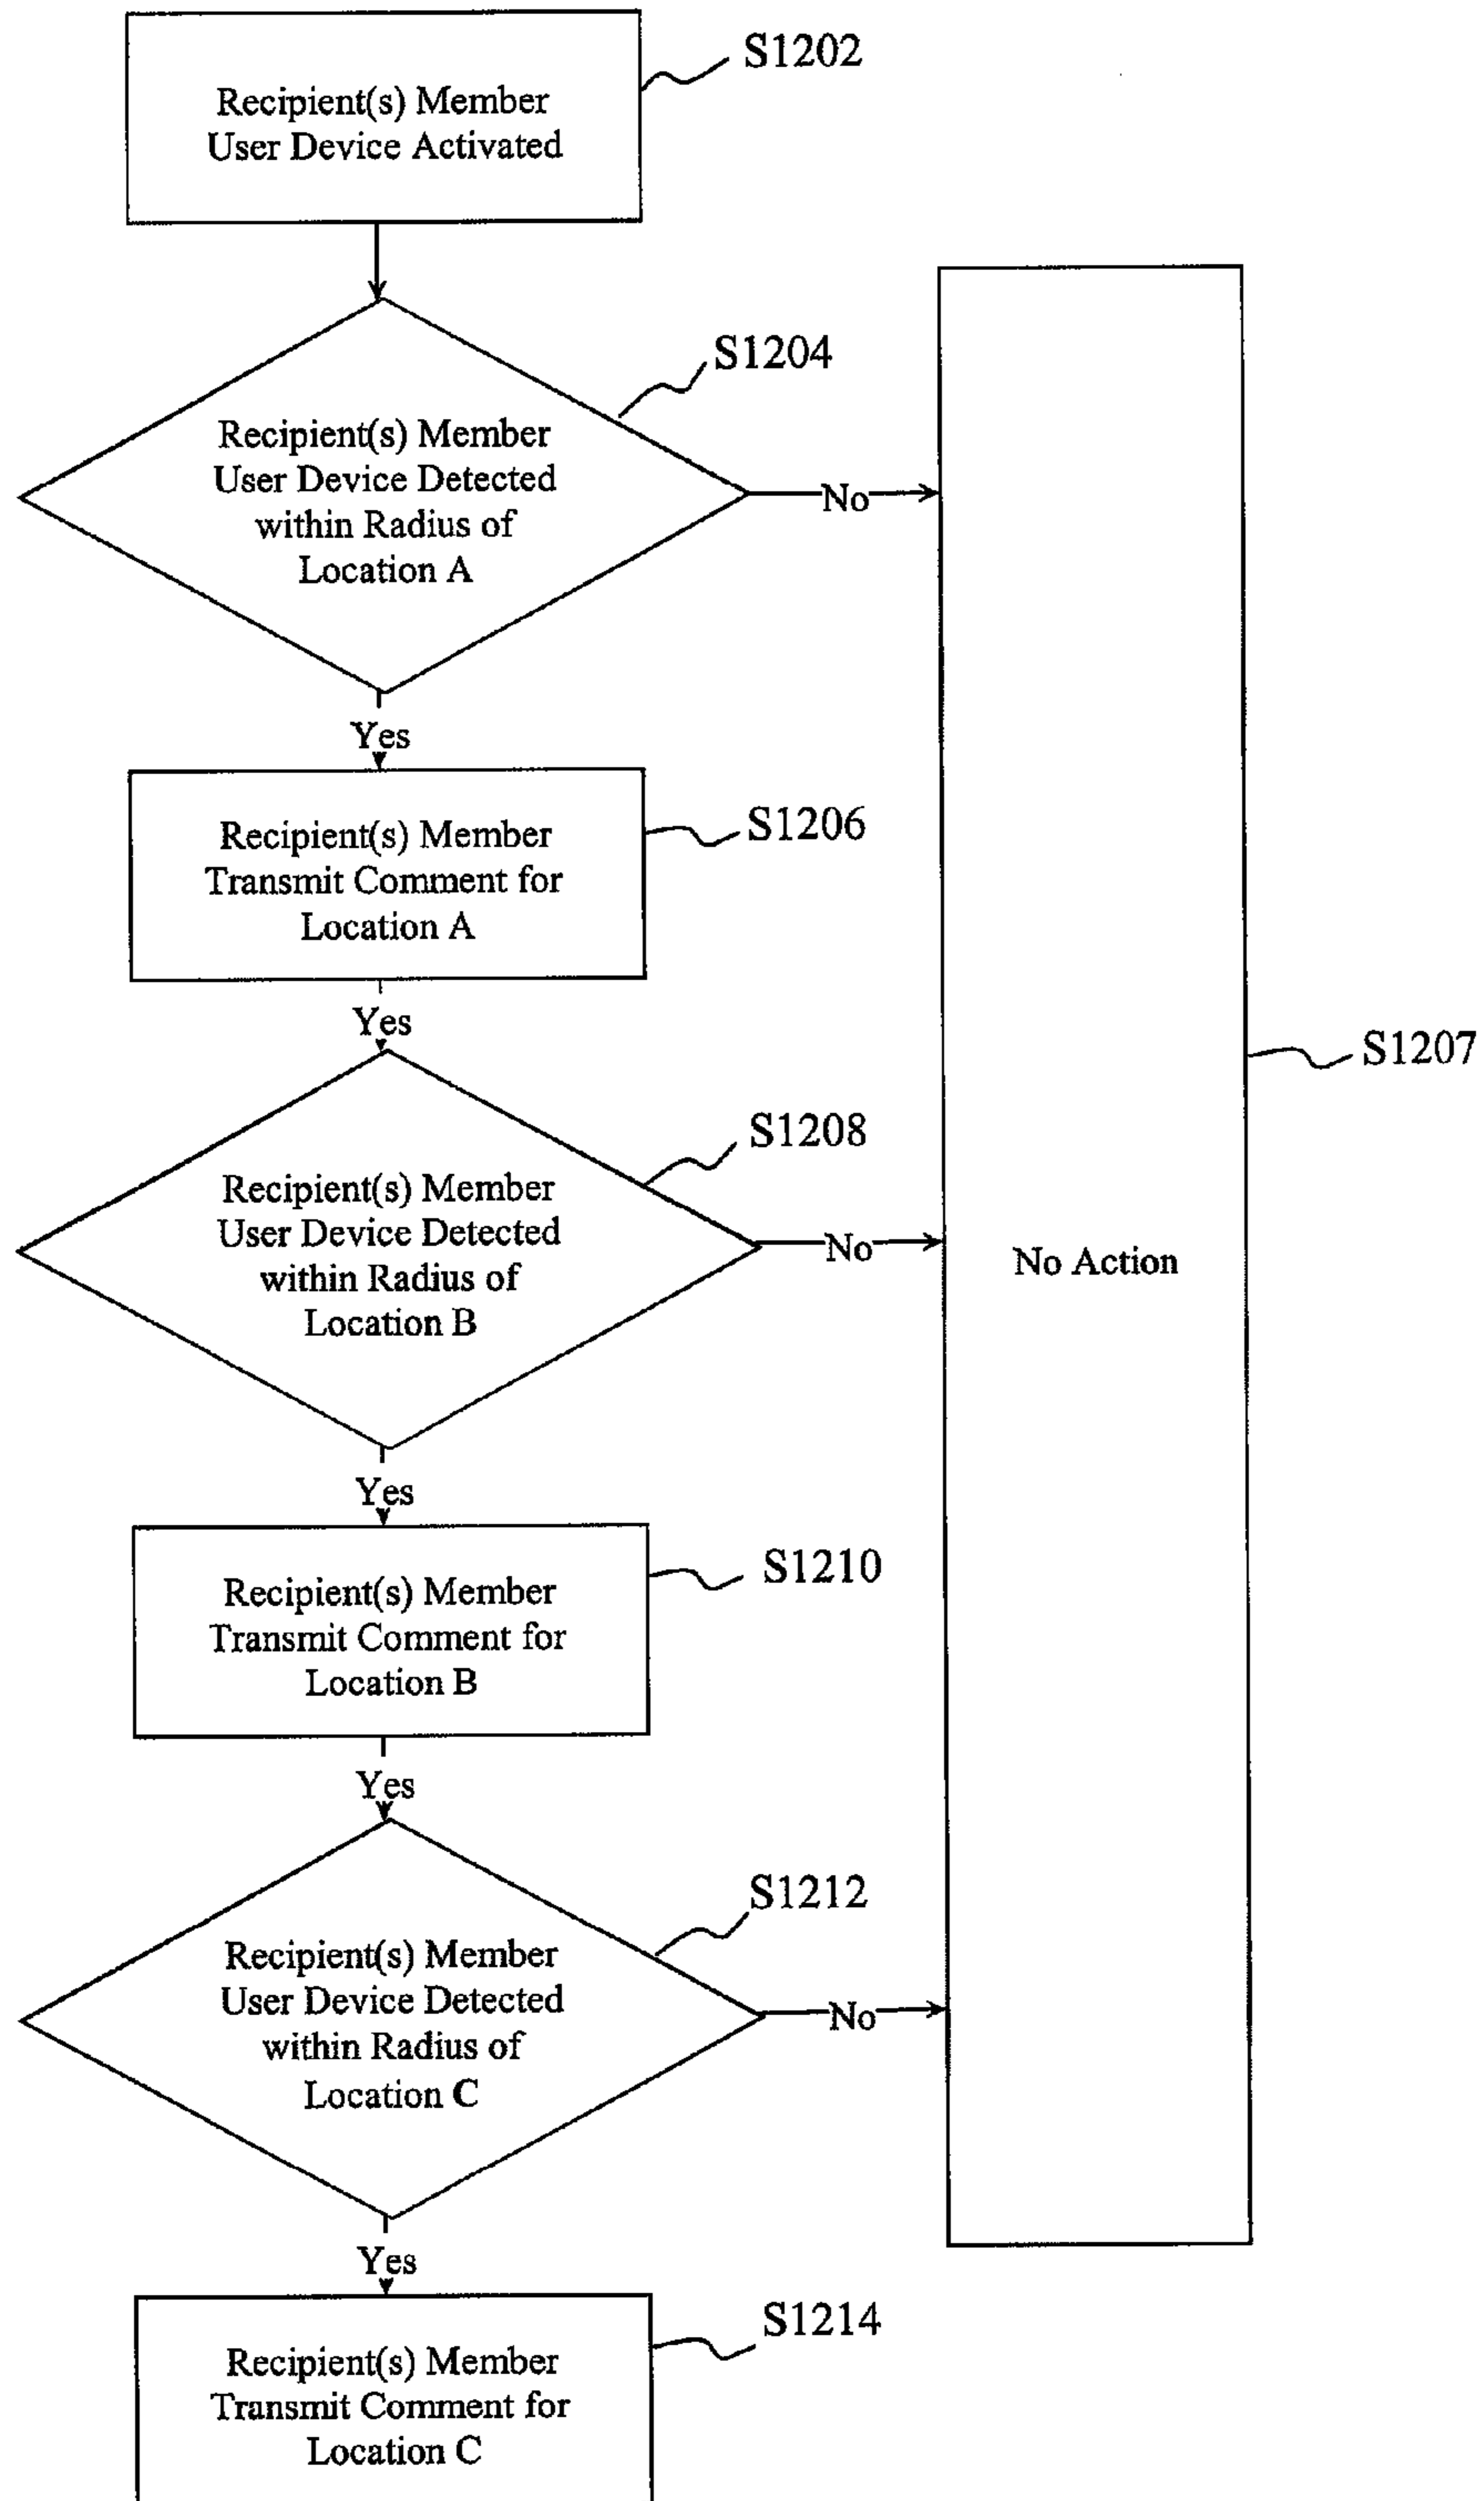 S1202
Recipient(s) Member
User Device Activated
S1204
Recipient(s) Member
User Device Detected
within Radius of
Location A
No
Yes
S1206
Recipient(s) Member
Transmit Comment for
Location A
Yes
S1207
S1208
Recipient(s) Member
User Device Detected
within Radius of
Location B
No
No Action
Yes
S1210
Recipient(s) Member
Transmit Comment for
Location B
Yes
S1212
Recipient(s) Member
User Device Detected
within Radius of
Location C
No
Yes
S1214
Recipient(s) Member
Transmit Comment for
Location C